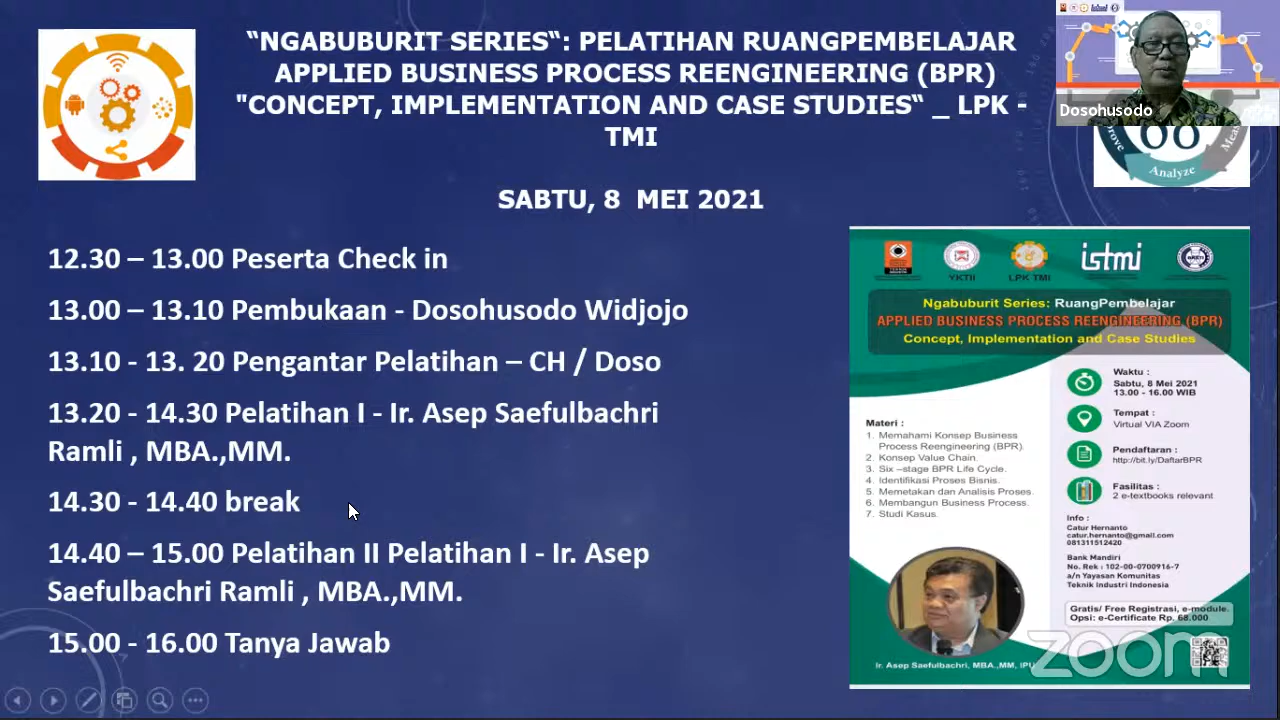 “NGABUBURIT SERIES“: PELATIHAN RUANGPEMBELAJAR
APPLIED BUSINESS PROCESS REENGINEERING (BPR)
"CONCEPT, IMPLEMENTATION AND CASE STUDIES“ _ LPK -
TMI
SABTU, 8 MEI 2021
Dosohusodo
Analyze
12.30 – 13.00 Peserta Check in
13.00 – 13.10 Pembukaan - Dosohusodo Widjojo
13.10 - 13. 20 Pengantar Pelatihan – CH / Doso
13.20 - 14.30 Pelatihan I - Ir. Asep Saefulbachri
Ramli , MBA.,MM.
14.30 - 14.40 break
14.40 – 15.00 Pelatihan II Pelatihan I - Ir. Asep
Saefulbachri Ramli , MBA.,MM.
15.00 - 16.00 Tanya Jawab
YKTII
LPK TMI
istmi
Ngabuburit Series: RuangPembelajar
APPLIED BUSINESS PROCESS REENGINEERING (BPR)
Concept, Implementation and Case Studies
Waktu :
Sabtu, 8 Mei 2021
13.00 - 16.00 WIB
Tempat :
Virtual VIA Zoom
Pendaftaran :
http://bit.ly/DaftarBPR
Fasilitas :
2 e-textbooks relevant
Materi :
1. Memahami Konsep Business
Process Reengineering (BPR).
2. Konsep Value Chain.
3. Six –stage BPR Life Cycle.
4. Identifikasi Proses Bisnis.
5. Memetakan dan Analisis Proses.
6. Membangun Business Process.
7. Studi Kasus.
Info :
Catur Hernanto
catur.hernanto@gmail.com
081311512420
Bank Mandiri
No. Rek : 102-00-0700916-7
a/n Yayasan Komunitas
Teknik Industri Indonesia
Gratis/ Free Registrasi, e-module.
Opsi: e-Certificate Rp. 68.000
Ir. Asep Saefulbachri, MBA.,MM, IPU
zoom